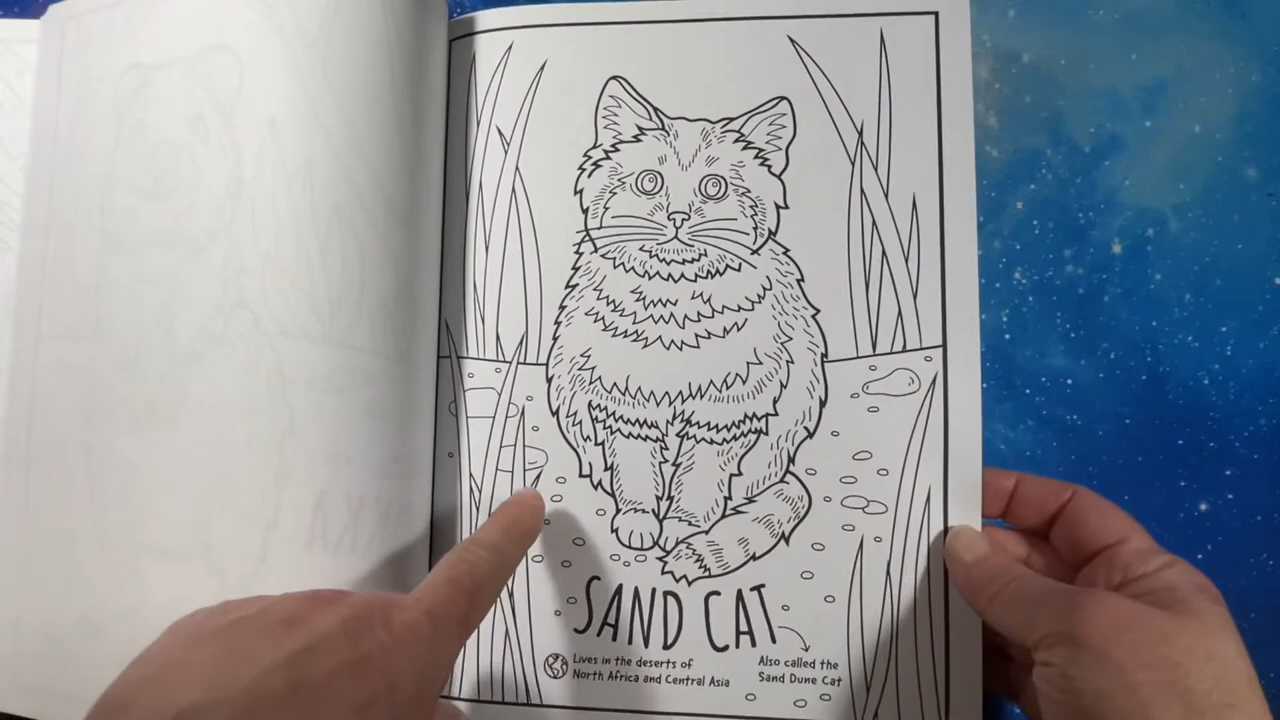 SAND CAT
Lives in the deserts of
North Africa and Central Asia
Also called the
Sand Dune Cat